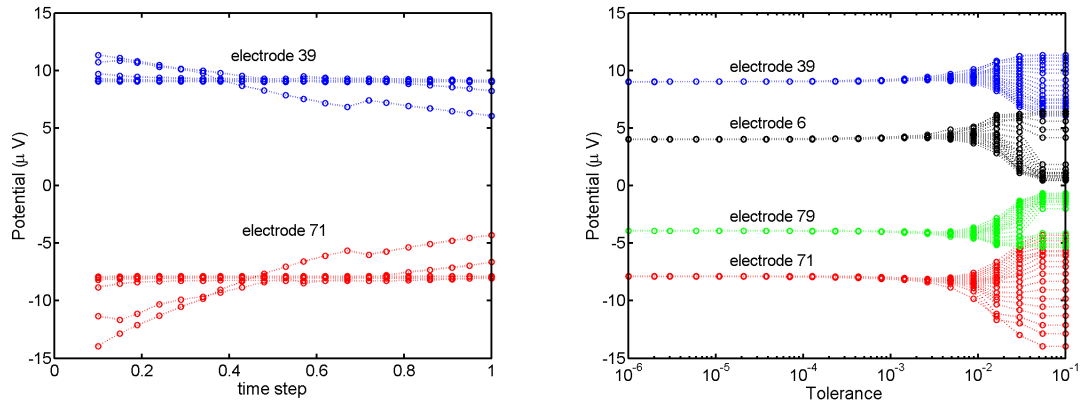 15
10
5
0
-5
-10
-15
Potential (μ V)
electrode 39
electrode 71
0
0.2
0.4
0.6
0.8
1
time step
15
10
5
0
-5
-10
-15
Potential (μ V)
electrode 39
electrode 6
electrode 79
electrode 71
10⁻⁶
10⁻⁵
10⁻⁴
10⁻³
10⁻²
10⁻¹
Tolerance